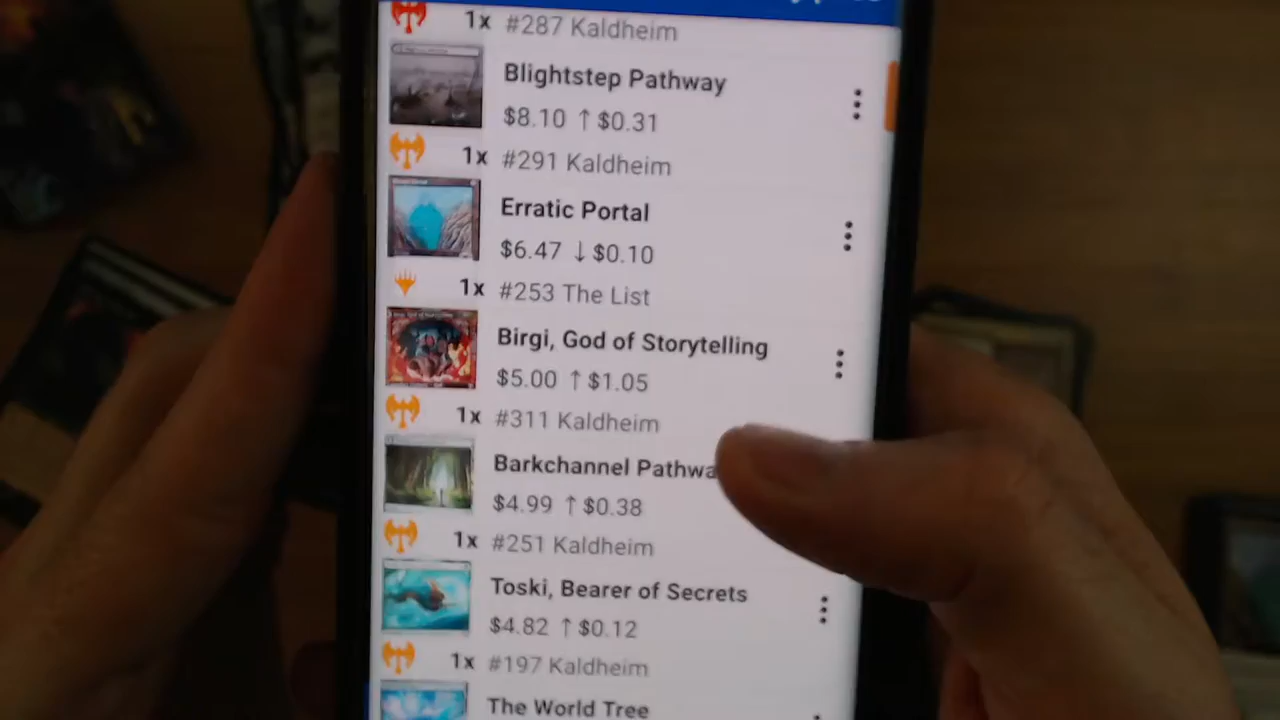 1x #287 Kaldheim
Blightstep Pathway
$8.10 ↑ $0.31
1x #291 Kaldheim
Erratic Portal
$6.47 ↓ $0.10
1x #253 The List
Birgi, God of Storytelling
$5.00 ↑ $1.05
1x #311 Kaldheim
Barkchannel Pathwa
$4.99 ↑ $0.38
1x #251 Kaldheim
Toski, Bearer of Secrets
$4.82 ↑ $0.12
1x #197 Kaldheim
The World Tree